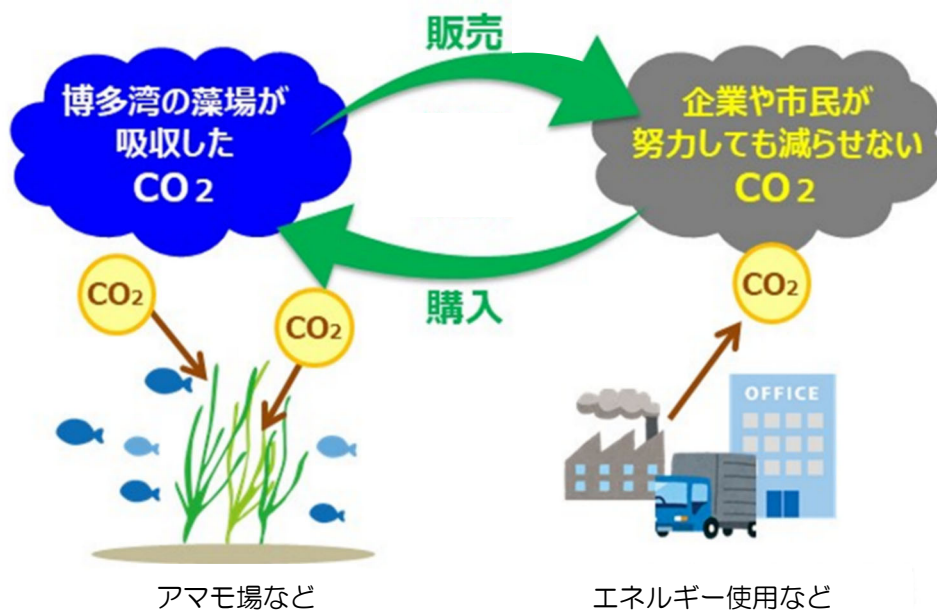 販売
博多湾の藻場が
吸収した
CO2
企業や市民が
努力しても減らせない
CO2
購入
CO2
CO2
CO2
OFFICE
アマモ場など
エネルギー使用など